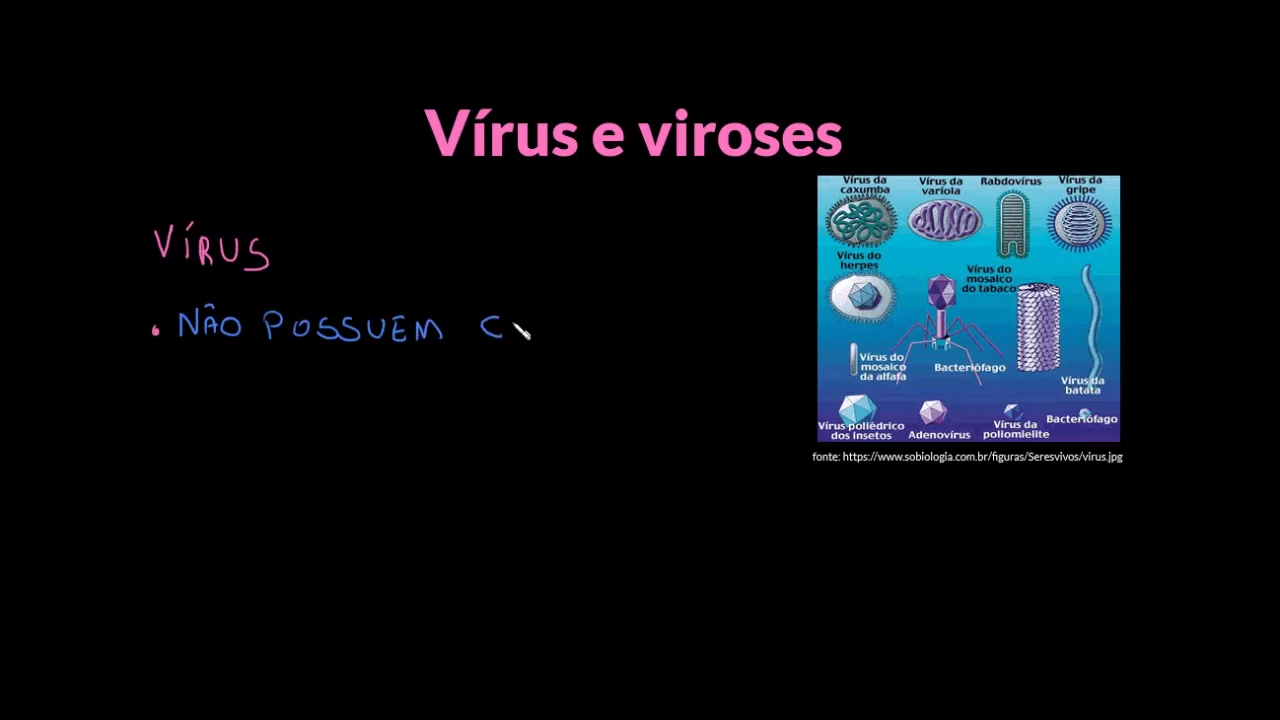 Vírus e viroses
VÍRUS
• NÃO POSSUEM C
Vírus da
caxumba
Vírus da
varíola
Rabdovírus
Vírus da
gripe
Vírus do
herpes
Vírus do
mosaico
do tabaco
Vírus do
mosaico
da alfafa
Bacteriófago
Vírus da
batata
Vírus poliédrico
dos insetos
Adenovírus
Vírus da
poliomielite
Bacteriófago
fonte: https://www.sobiologia.com.br/figuras/Seresvivos/virus.jpg